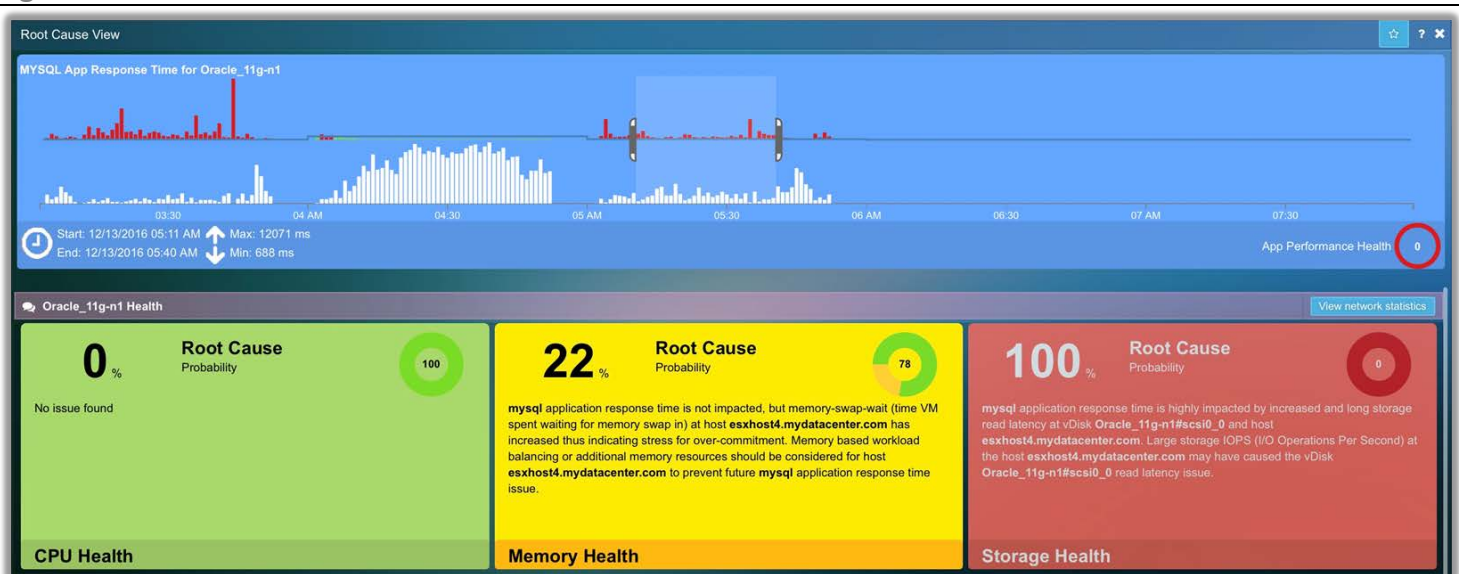 Root Cause View
?
MYSQL App Response Time for Oracle_11g-n1
03:30 04 AM 04:30 05 AM 05:30 06 AM 06:30 07 AM 07:30
Start: 12/13/2016 05:11 AM Max: 12071 ms
End: 12/13/2016 05:40 AM Min: 688 ms
App Performance Health 0
Oracle_11g-n1 Health
View network statistics
0 % Root Cause
Probability
100
No issue found
CPU Health
22 % Root Cause
Probability
78
mysql application response time is not impacted, but memory-swap-wait (time VM
spent waiting for memory swap in) at host esxhost4.mydatacenter.com has
increased thus indicating stress for over-commitment. Memory based workload
balancing or additional memory resources should be considered for host
esxhost4.mydatacenter.com to prevent future mysql application response time
issue.
Memory Health
100 % Root Cause
Probability
0
mysql application response time is highly impacted by increased and long storage
read latency at vDisk Oracle_11g-n1#scsi0_0 and host
esxhost4.mydatacenter.com. Large storage IOPS (I/O Operations Per Second) at
the host esxhost4.mydatacenter.com may have caused the vDisk
Oracle_11g-n1#scsi0_0 read latency issue.
Storage Health